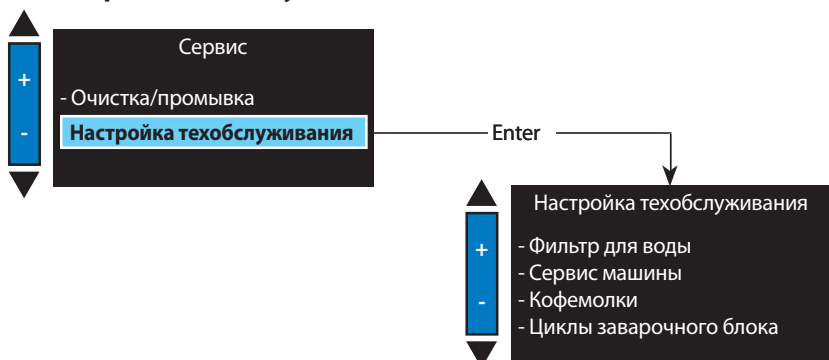 +
-
Сервис
- Очистка/промывка
Настройка техобслуживания
Enter
+
-
Настройка техобслуживания
- Фильтр для воды
- Сервис машины
- Кофемолки
- Циклы заварочного блока